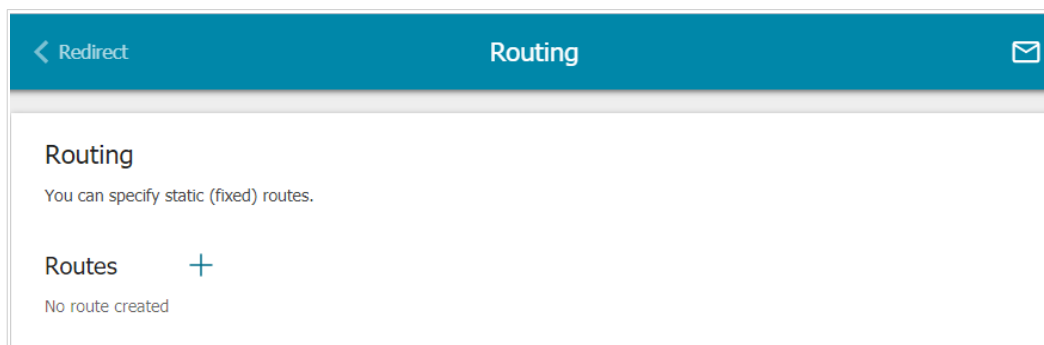 Redirect
Routing
Routing
You can specify static (fixed) routes.
Routes
No route created